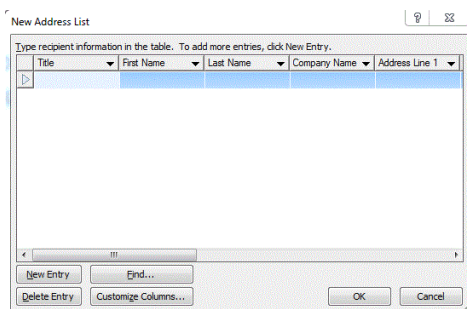 New Address List
Type recipient information in the table. To add more entries, click New Entry.
Title First Name Last Name Company Name Address Line 1
New Entry Find...
Delete Entry Customize Columns... OK Cancel